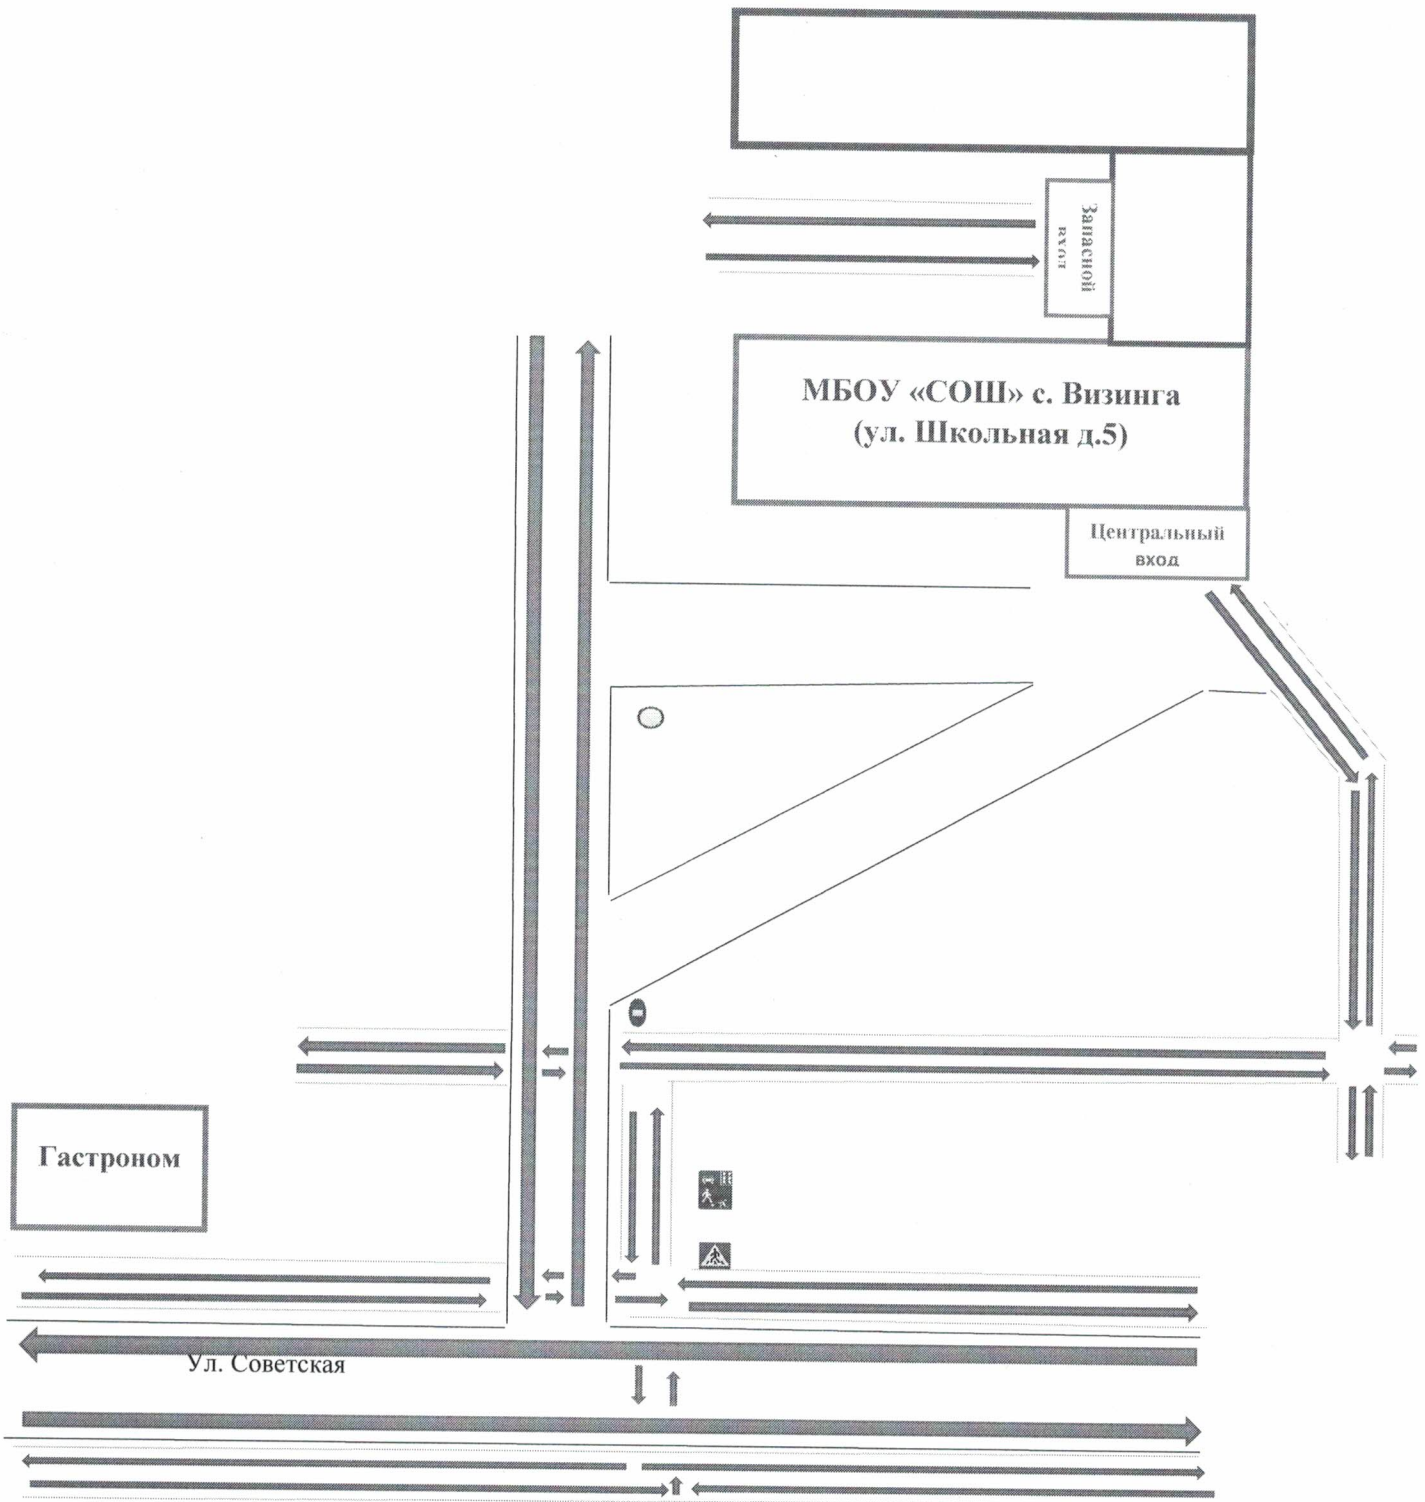 Запасной
вход
МБОУ «СОШ» с. Визинга
(ул. Школьная д.5)
Центральный
вход
Гастроном
Ул. Советская